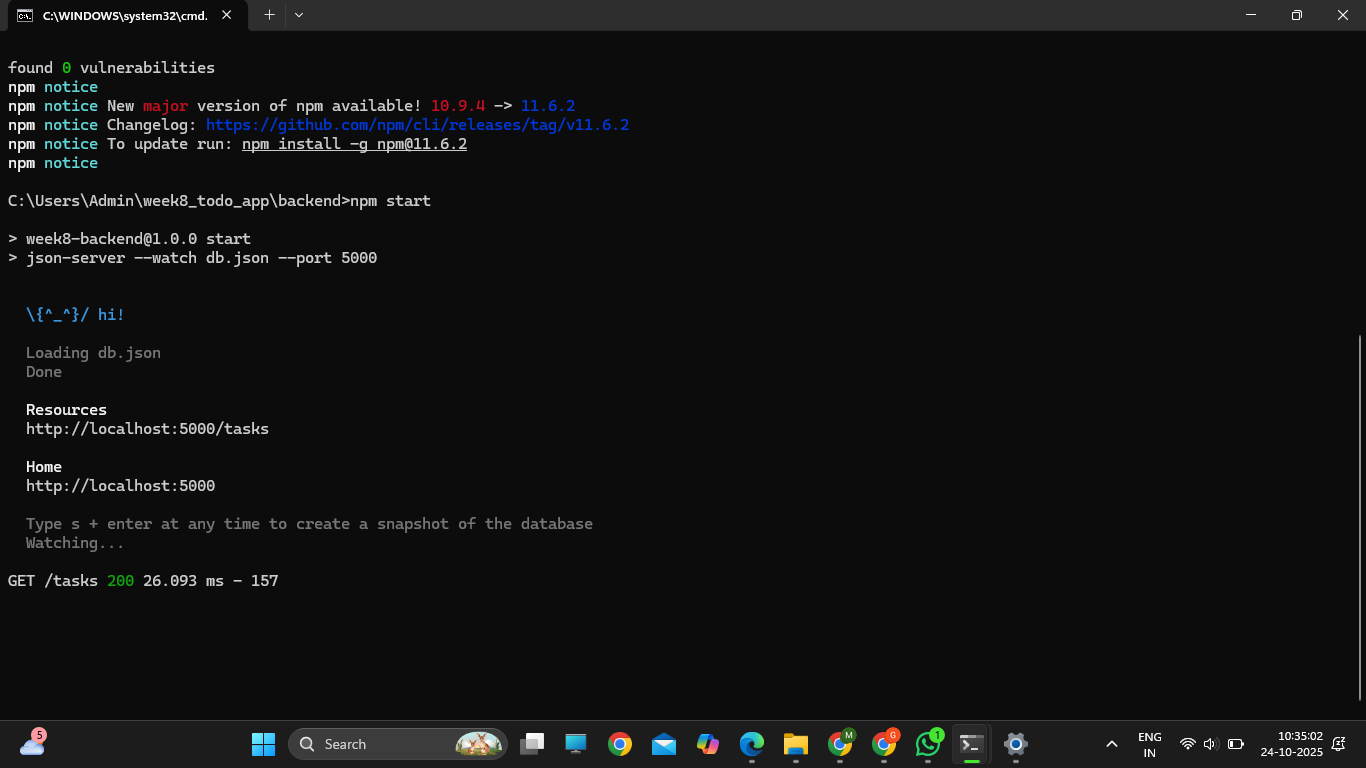 C:\WINDOWS\system32\cmd.
found 0 vulnerabilities
npm notice
npm notice New major version of npm available! 10.9.4 -> 11.6.2
npm notice Changelog: https://github.com/npm/cli/releases/tag/v11.6.2
npm notice To update run: npm install -g npm@11.6.2
npm notice
C:\Users\Admin\week8_todo_app\backend>npm start
> week8-backend@1.0.0 start
> json-server --watch db.json --port 5000
\{^_^}/ hi!
Loading db.json
Done
Resources
http://localhost:5000/tasks
Home
http://localhost:5000
Type s + enter at any time to create a snapshot of the database
Watching...
GET /tasks 200 26.093 ms - 157
5
Search
M
G
1
ENG
IN
10:35:02
24-10-2025